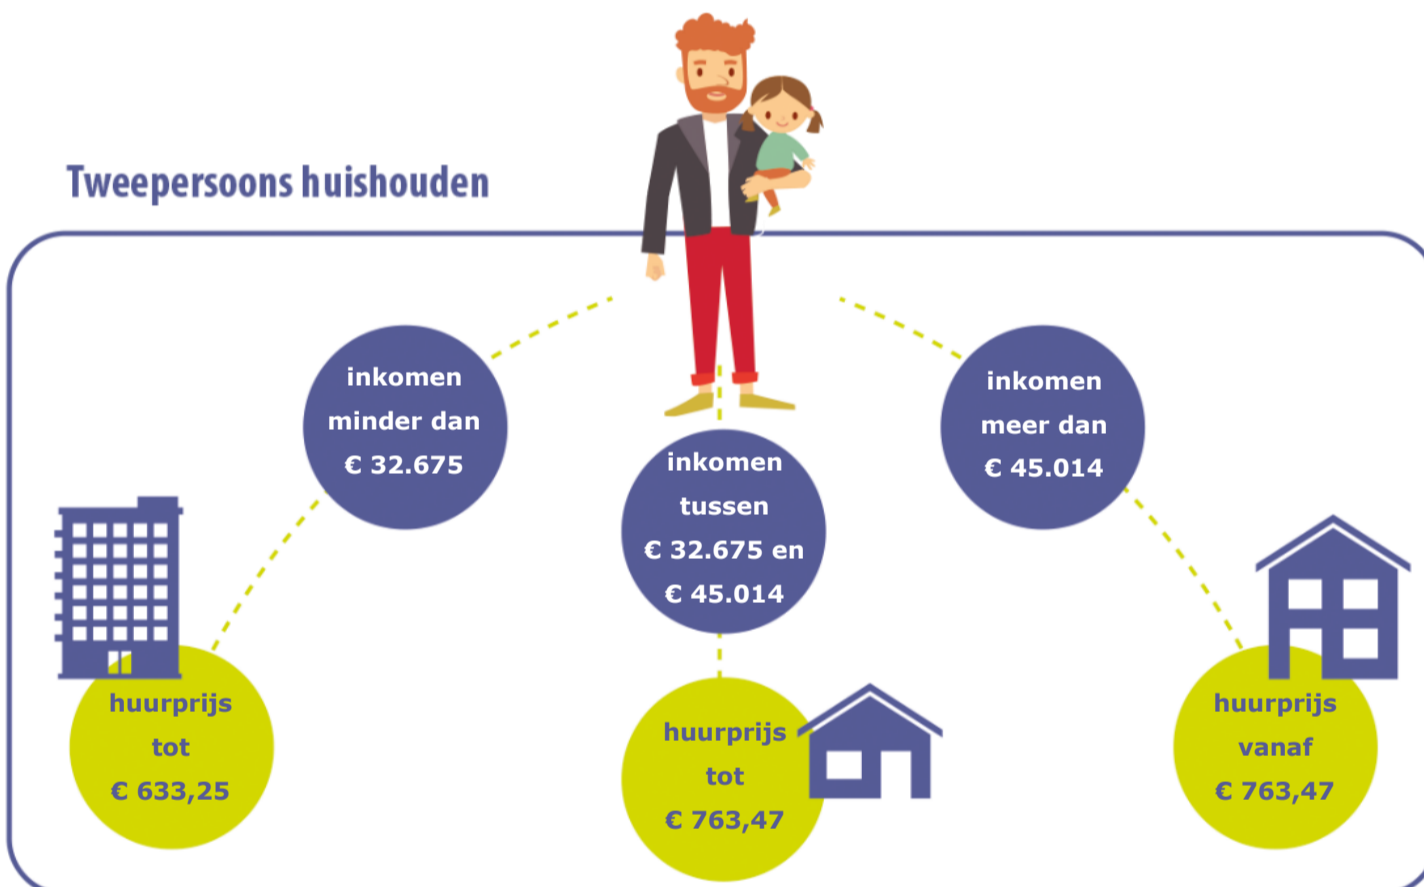 Tweepersoons huishouden
inkomen
minder dan
€ 32.675
inkomen
tussen
€ 32.675 en
€ 45.014
inkomen
meer dan
€ 45.014
huurprijs
tot
€ 633,25
huurprijs
tot
€ 763,47
huurprijs
vanaf
€ 763,47